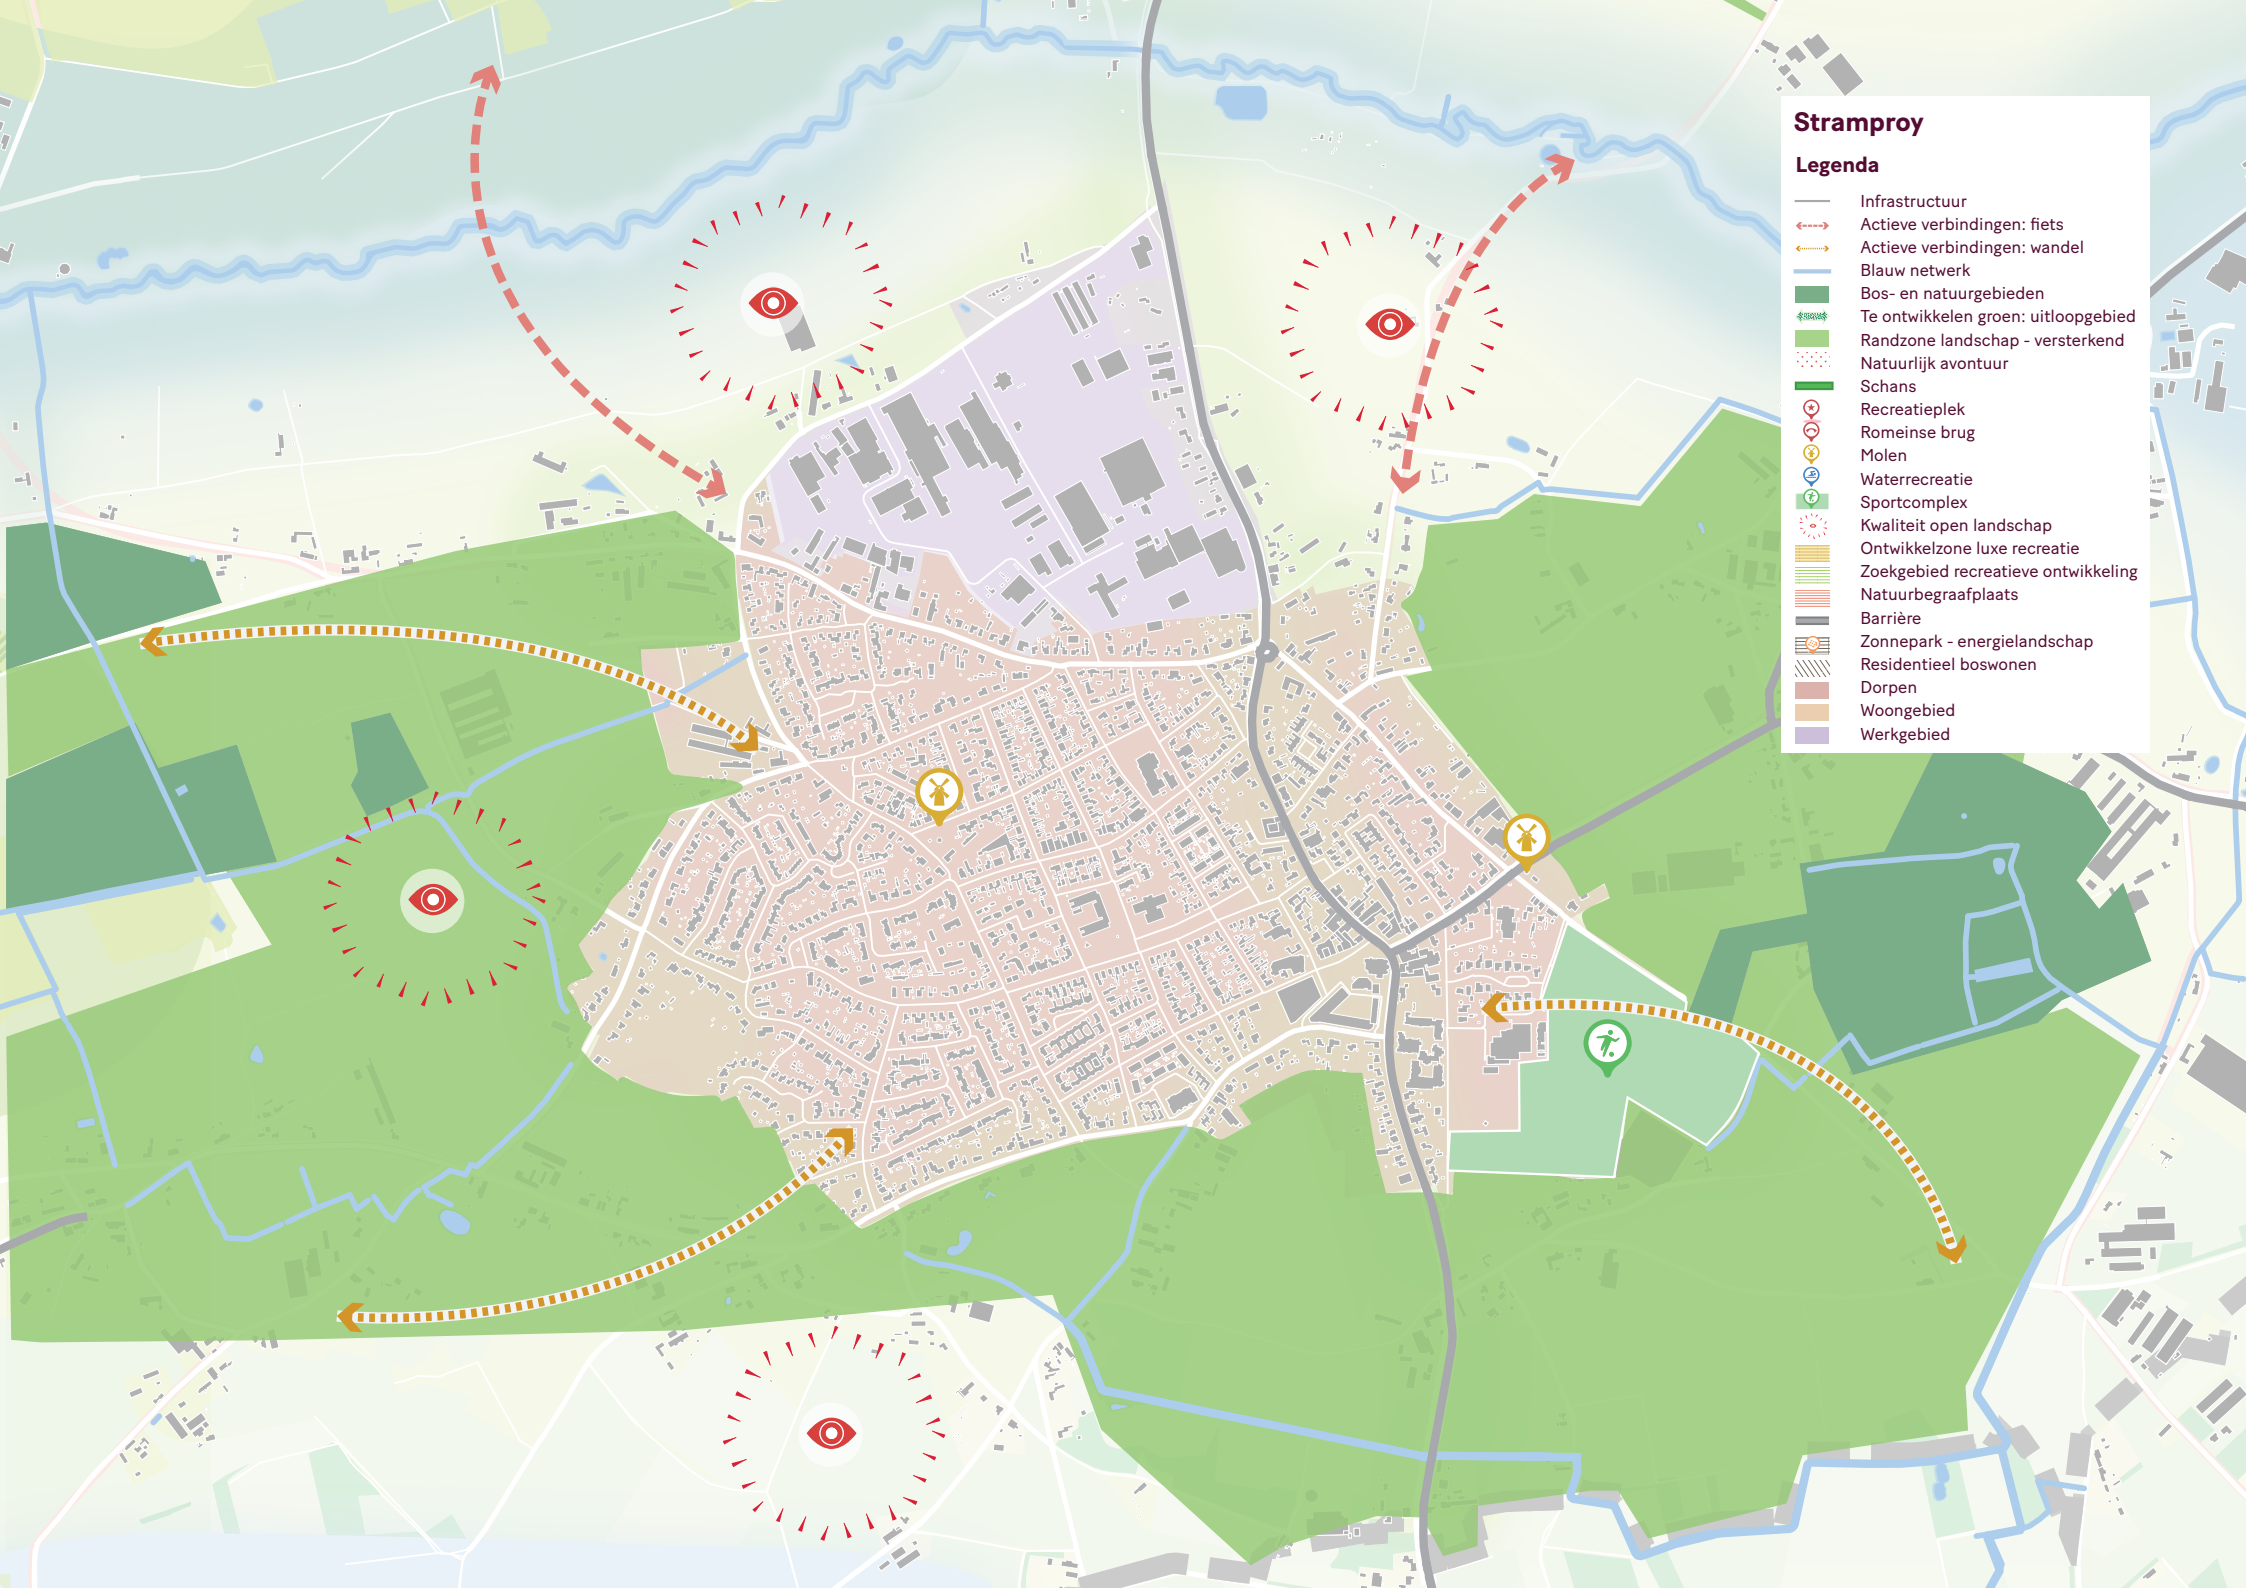 Stramproy
Legenda
Infrastructuur
Actieve verbindingen: fiets
Actieve verbindingen: wandel
Blauw netwerk
Bos- en natuurgebieden
Te ontwikkelen groen: uitloopgebied
Randzone landschap - versterkend
Natuurlijk avontuur
Schans
Recreatieplek
Romeinse brug
Molen
Waterrecreatie
Sportcomplex
Kwaliteit open landschap
Ontwikkelzone luxe recreatie
Zoekgebied recreatieve ontwikkeling
Natuurbegraafplaats
Barrière
Zonnepark - energielandschap
Residentieel boswonen
Dorpen
Woongebied
Werkgebied